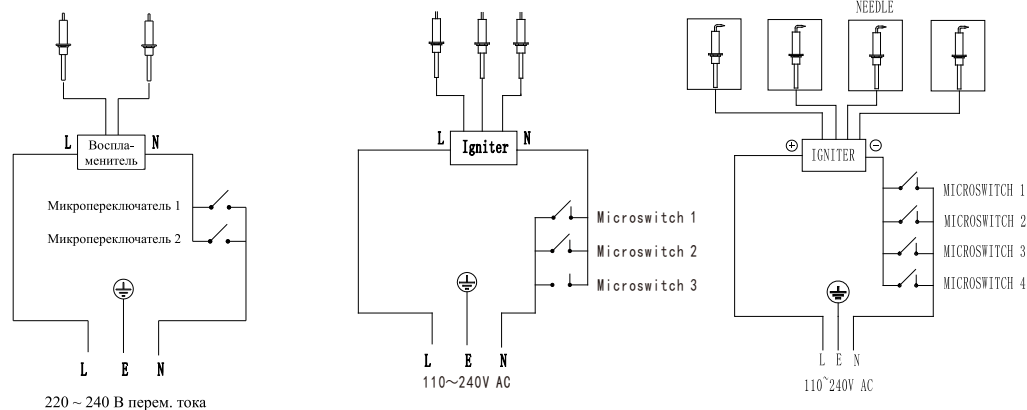 L
Воспла-
менитель
N
Микропереключатель 1
Микропереключатель 2
L E N
220 ~ 240 В перем. тока
L
Igniter
N
Microswitch 1
Microswitch 2
Microswitch 3
L E N
110~240V AC
NEEDLE
+
IGNITER
−
MICROSWITCH 1
MICROSWITCH 2
MICROSWITCH 3
MICROSWITCH 4
L E N
110~240V AC